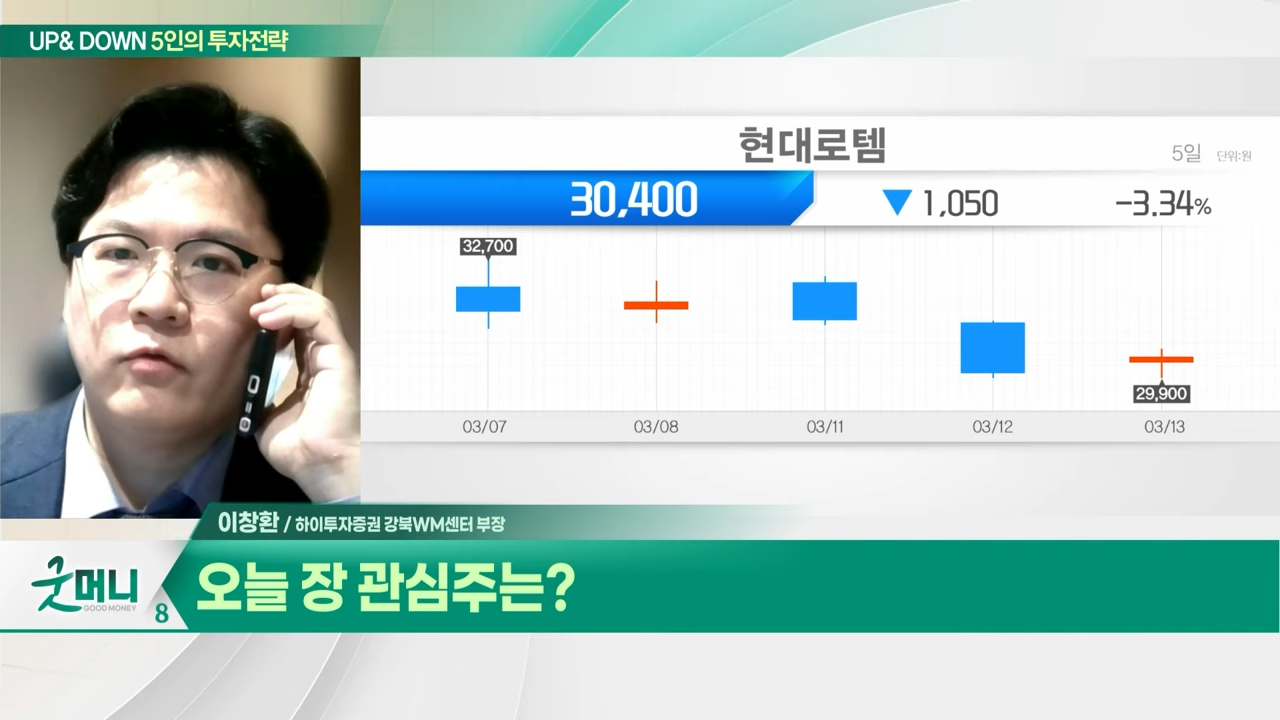 UP& DOWN 5인의 투자전략
현대로템
5일 단위:원
30,400 ▼ 1,050 -3.34%
32,700
29,900
03/07 03/08 03/11 03/12 03/13
이창환 / 하이투자증권 강북WM센터 부장
굿머니
GOOD MONEY
8
오늘 장 관심주는?